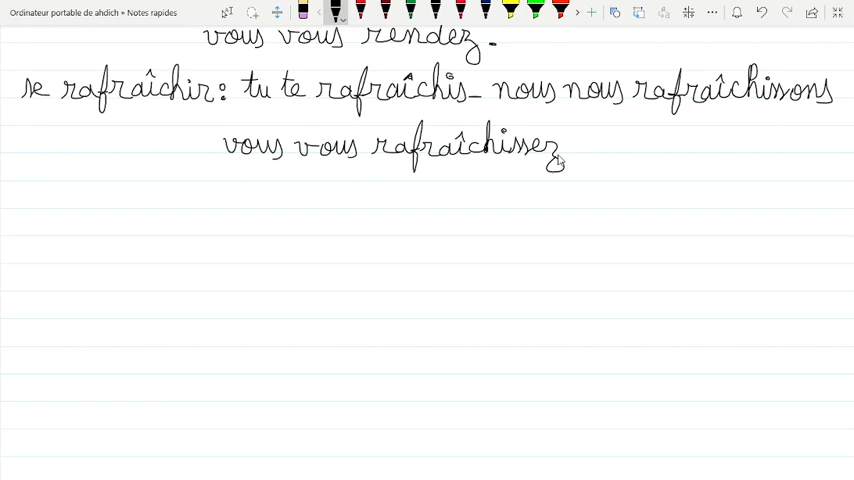 Ordinateur portable de ahdich » Notes rapides
vous vous rendez.
se rafraîchir: tu te rafraîchis_ nous nous rafraîchissons
vous vous rafraîchissez